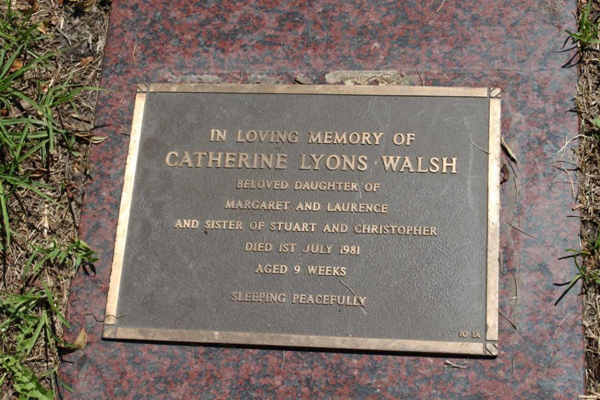 IN LOVING MEMORY OF
CATHERINE LYONS WALSH
BELOVED DAUGHTER OF
MARGARET AND LAURENCE
AND SISTER OF STUART AND CHRISTOPHER
DIED 1ST JULY 1981
AGED 9 WEEKS
SLEEPING PEACEFULLY